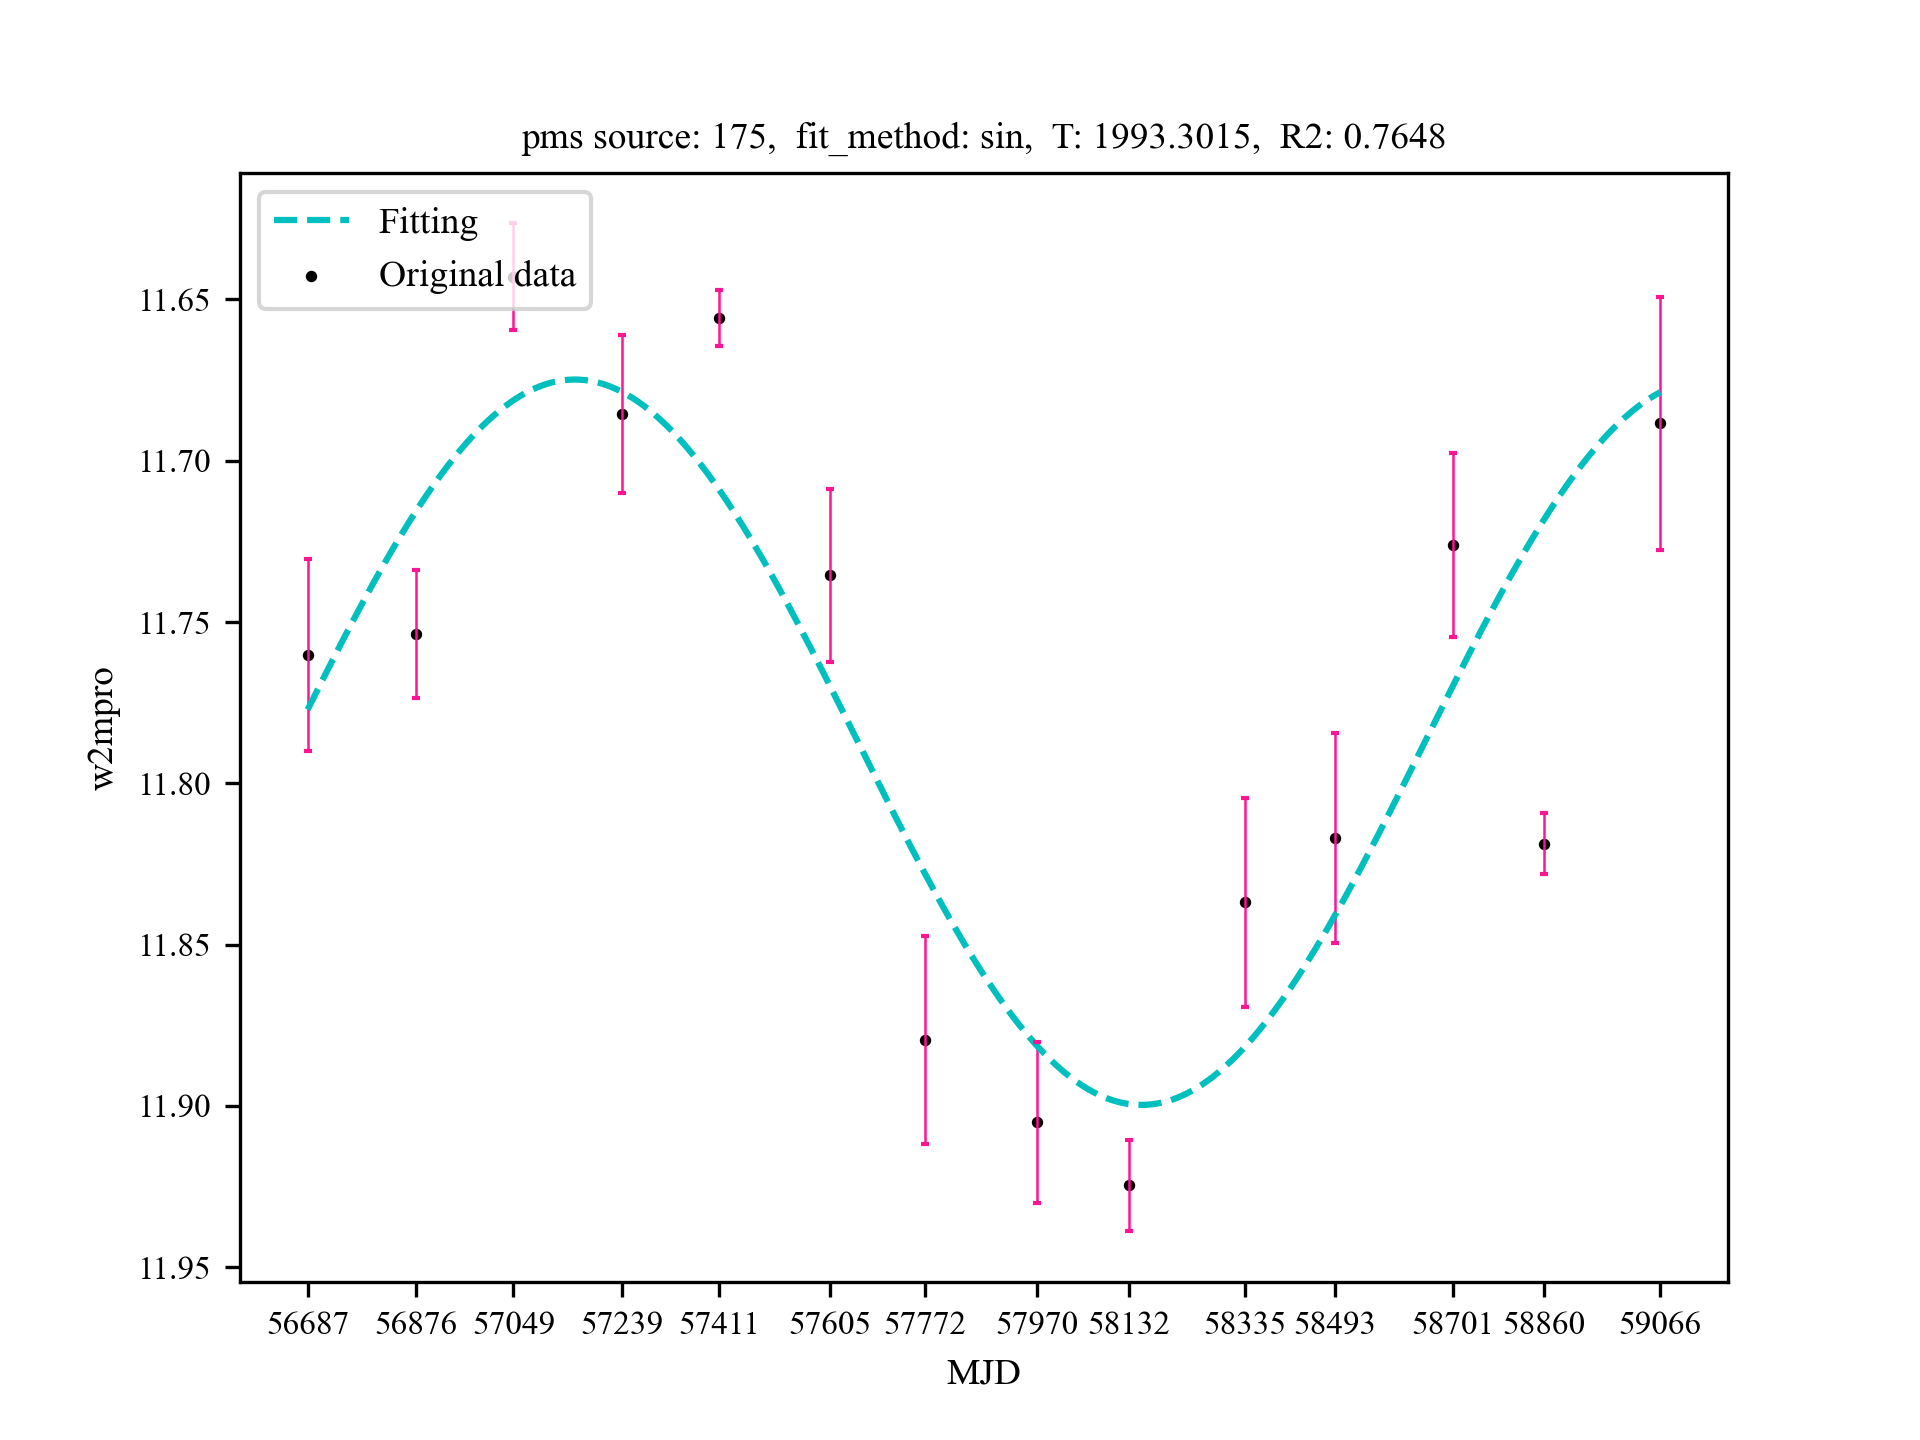 pms source: 175,  fit_method: sin,  T: 1993.3015,  R2: 0.7648
Fitting
Original data
11.65
11.70
11.75
11.80
11.85
11.90
11.95
w2mpro
56687 56876 57049 57239 57411 57605 57772 57970 58132 58335 58493 58701 58860 59066
MJD